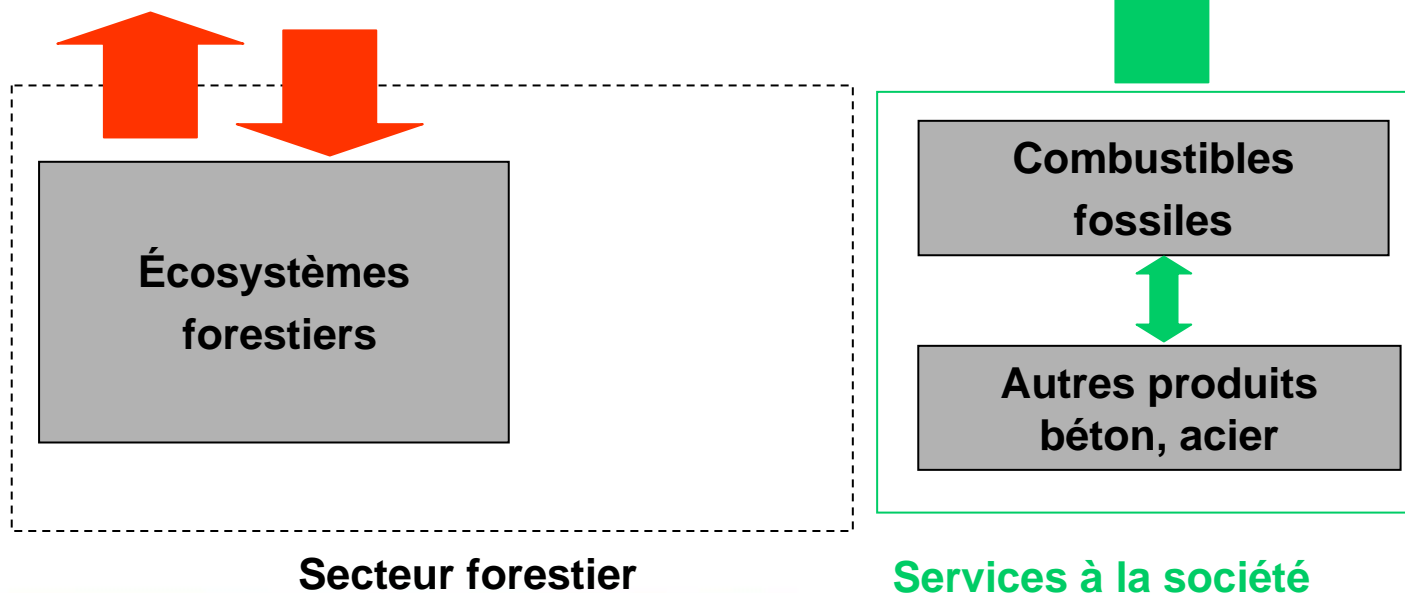 Écosystèmes
forestiers
Combustibles
fossiles
Autres produits
béton, acier
Secteur forestier
Services à la société